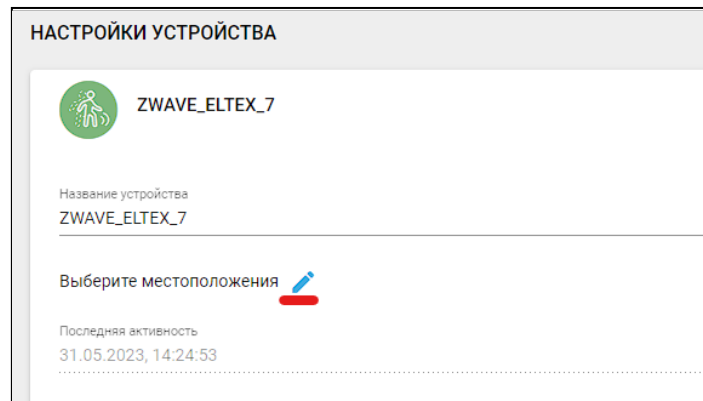 НАСТРОЙКИ УСТРОЙСТВА
ZWAVE_ELTEX_7
Название устройства
ZWAVE_ELTEX_7
Выберите местоположения
Последняя активность
31.05.2023, 14:24:53